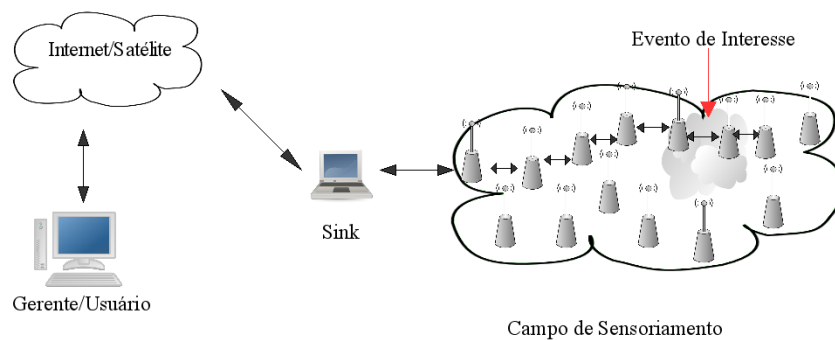 Evento de Interesse
Internet/Satélite
Sink
Gerente/Usuário
Campo de Sensoriamento